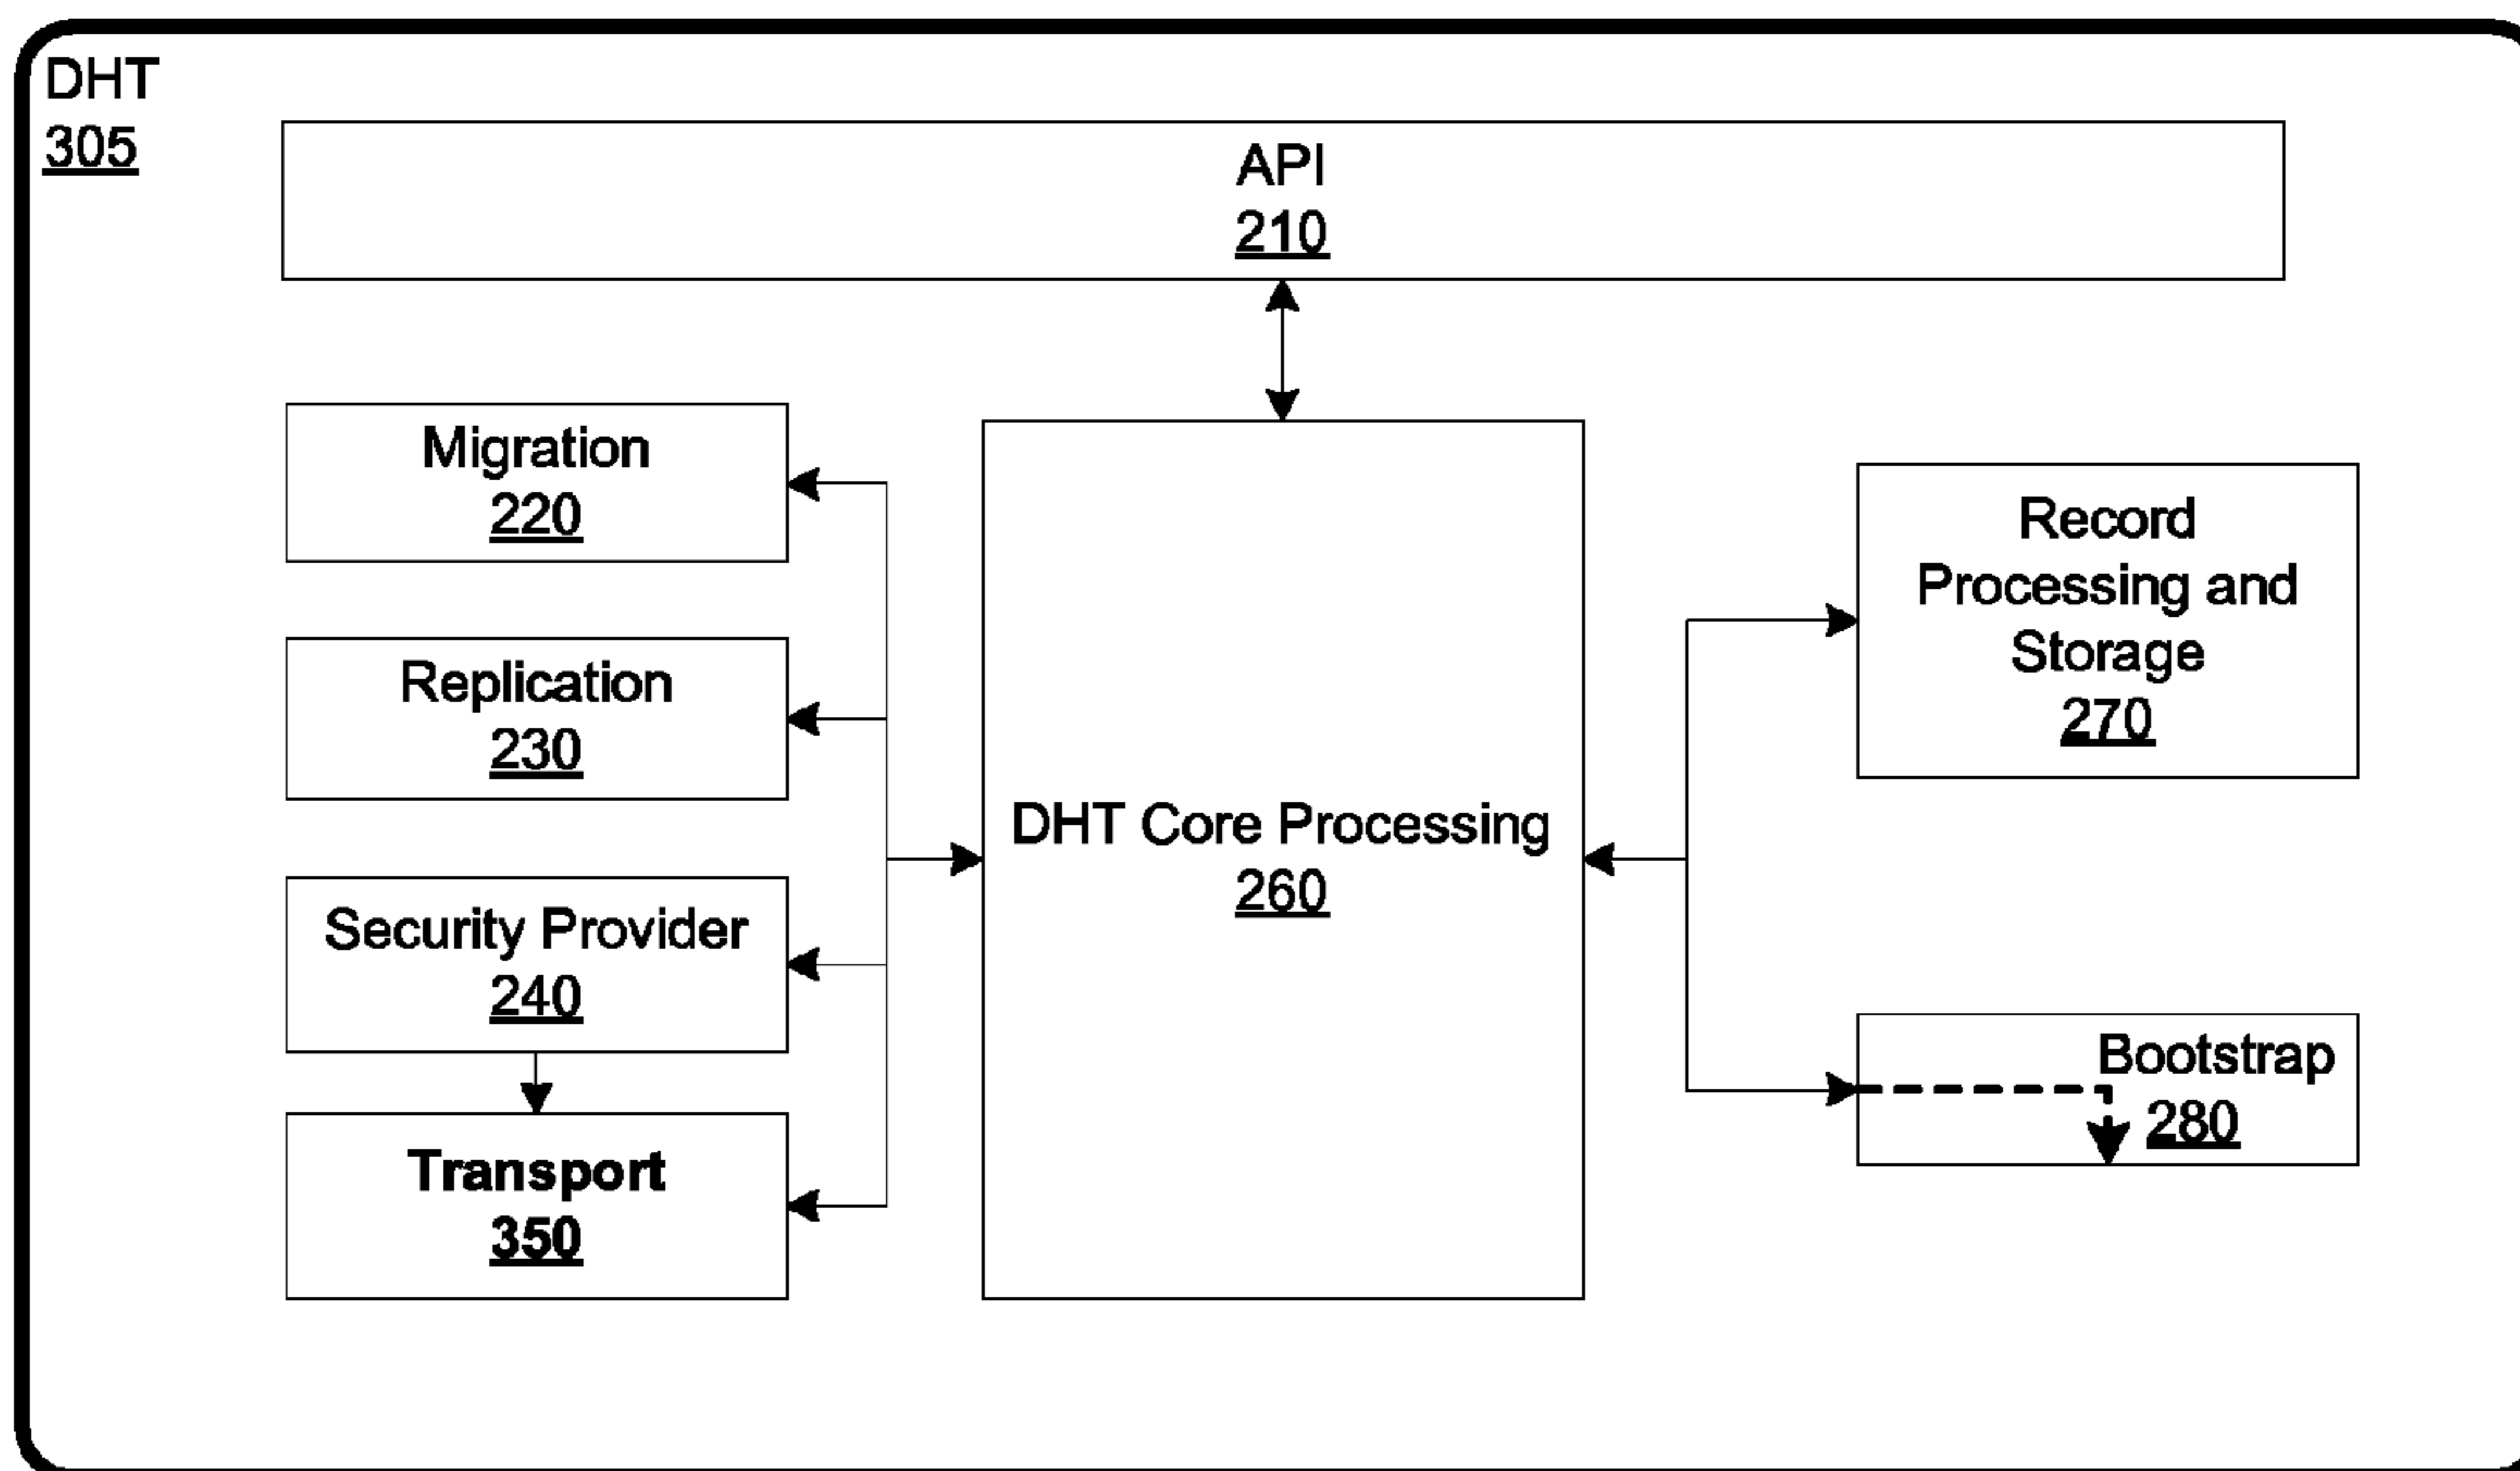 DHT
305
API
210
Migration
220
Replication
230
Security Provider
240
Transport
350
DHT Core Processing
260
Record
Processing and
Storage
270
Bootstrap
280